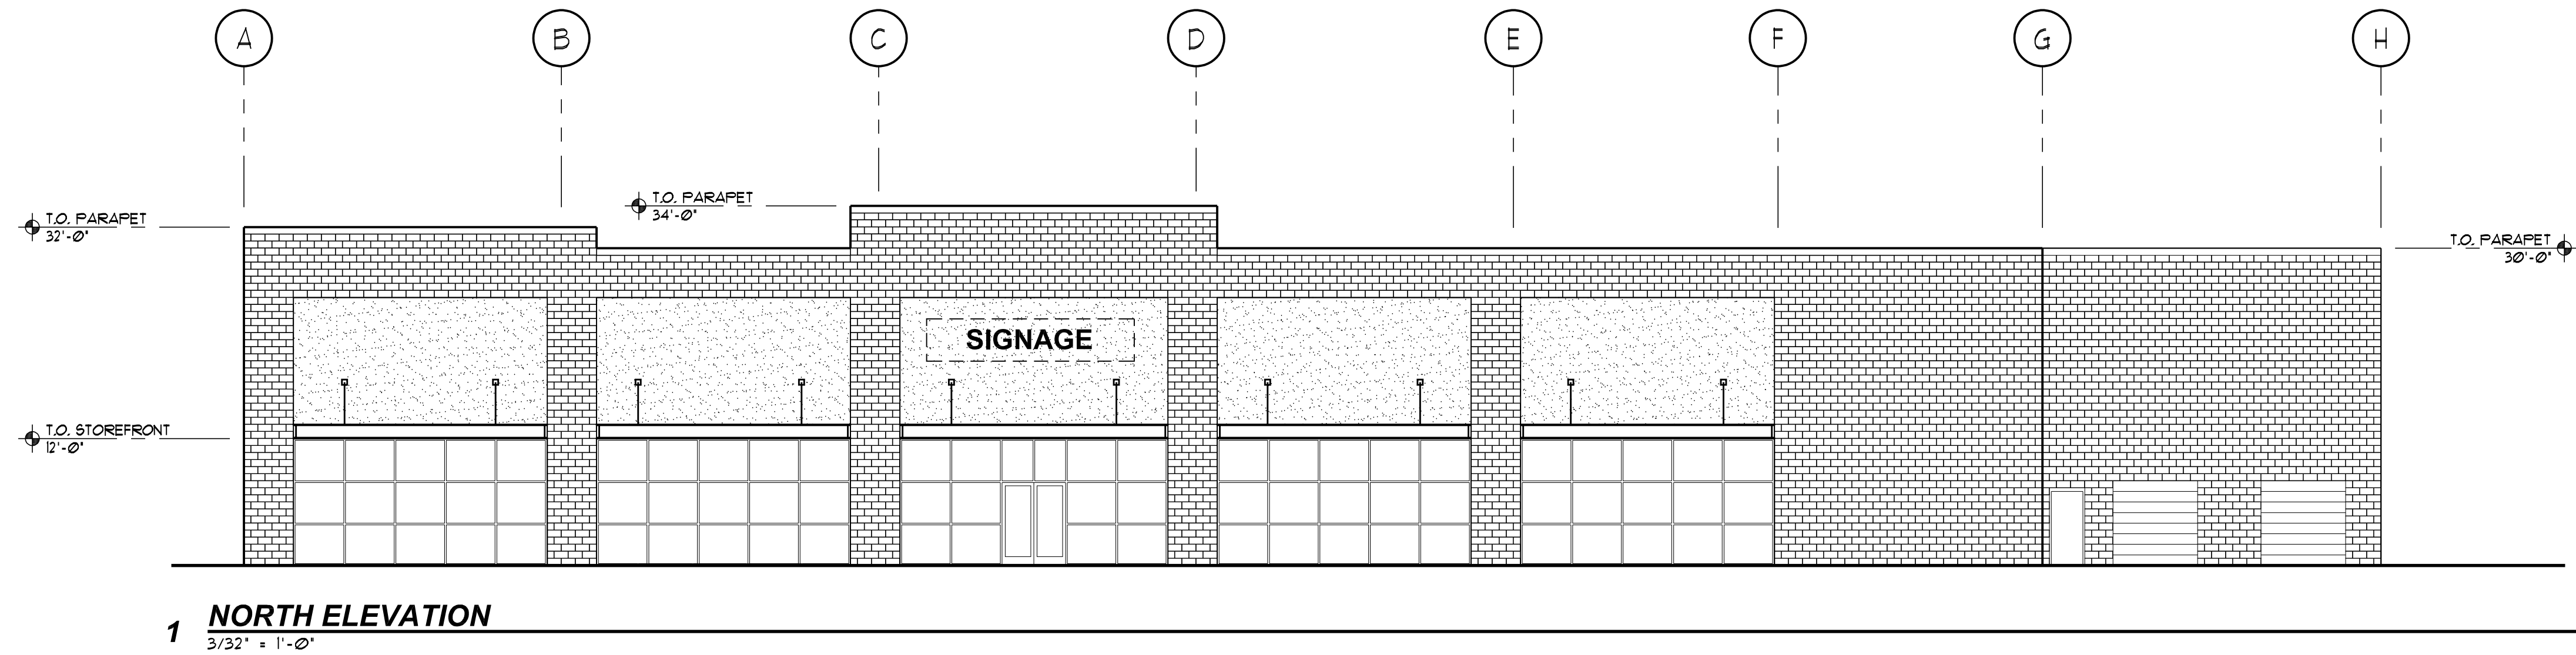 A B C D E F G H
T.O. PARAPET
34'-0"
T.O. PARAPET
32'-0"
T.O. PARAPET
30'-0"
SIGNAGE
T.O. STOREFRONT
12'-0"
1 NORTH ELEVATION
3/32" = 1'-0"